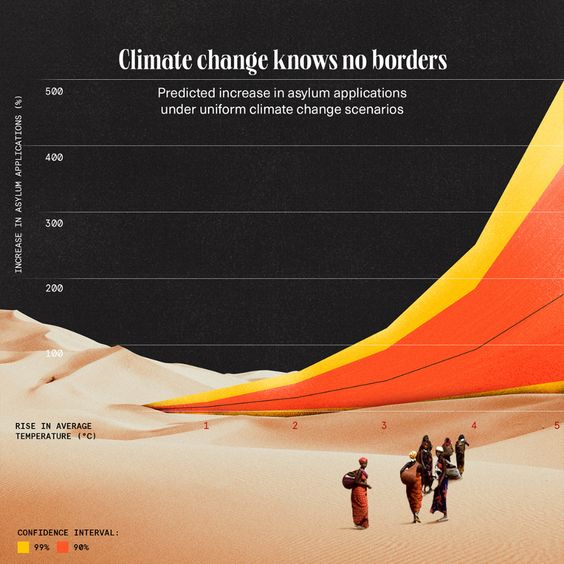 Climate change knows no borders
Predicted increase in asylum applications
under uniform climate change scenarios
INCREASE IN ASYLUM APPLICATIONS (%)
500
400
300
200
100
RISE IN AVERAGE
TEMPERATURE (°C)
1
2
3
4
5
CONFIDENCE INTERVAL:
99% 90%